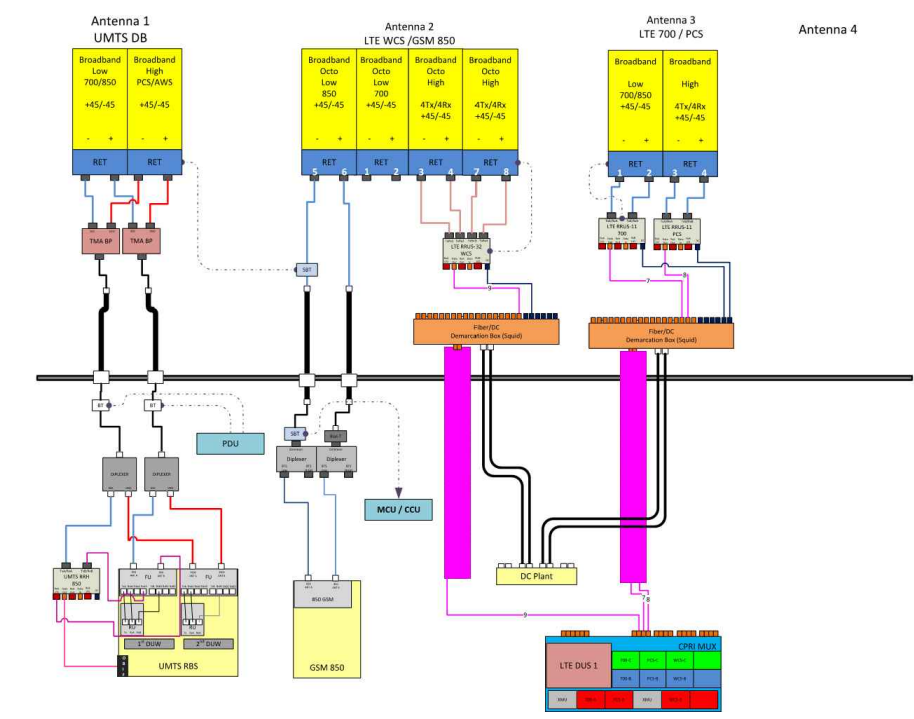 Antenna 1
UMTS DB
Antenna 2
LTE WCS /GSM 850
Antenna 3
LTE 700 / PCS
Antenna 4
Broadband
Low
700/850
+45/-45
- +
Broadband
High
PCS/AWS
+45/-45
- +
Broadband
Octo
Low
850
+45/-45
- +
Broadband
Octo
Low
700
+45/-45
Broadband
Octo
High
4Tx/4Rx
+45/-45
- +
Broadband
Octo
High
4Tx/4Rx
+45/-45
- +
Broadband
Low
700/850
+45/-45
- +
Broadband
High
4Tx/4Rx
+45/-45
- +
RET
RET
RET
5 6
RET
1 2
RET
3 4
RET
7 8
RET
1 2
RET
3 4
TMA BP
TMA BP
SBT
LTE RRUS-32
WCS
LTE RRUS-11
700
LTE RRUS-11
PCS
9
7
8
Fiber/DC
Demarcation Box (Squid)
Fiber/DC
Demarcation Box (Squid)
BT
BT
PDU
SBT
Diplexer
Diplexer
DIPLEXER
DIPLEXER
MCU / CCU
UMTS RRH
850
FU
FU
RU
RU
1st DUW
2nd DUW
UMTS RBS
850 GSM
GSM 850
DC Plant
9
7
8
CPRI MUX
LTE DUS 1
700-C
PCS-C
WCS-C
700-B
PCS-B
WCS-B
XMU
XMU